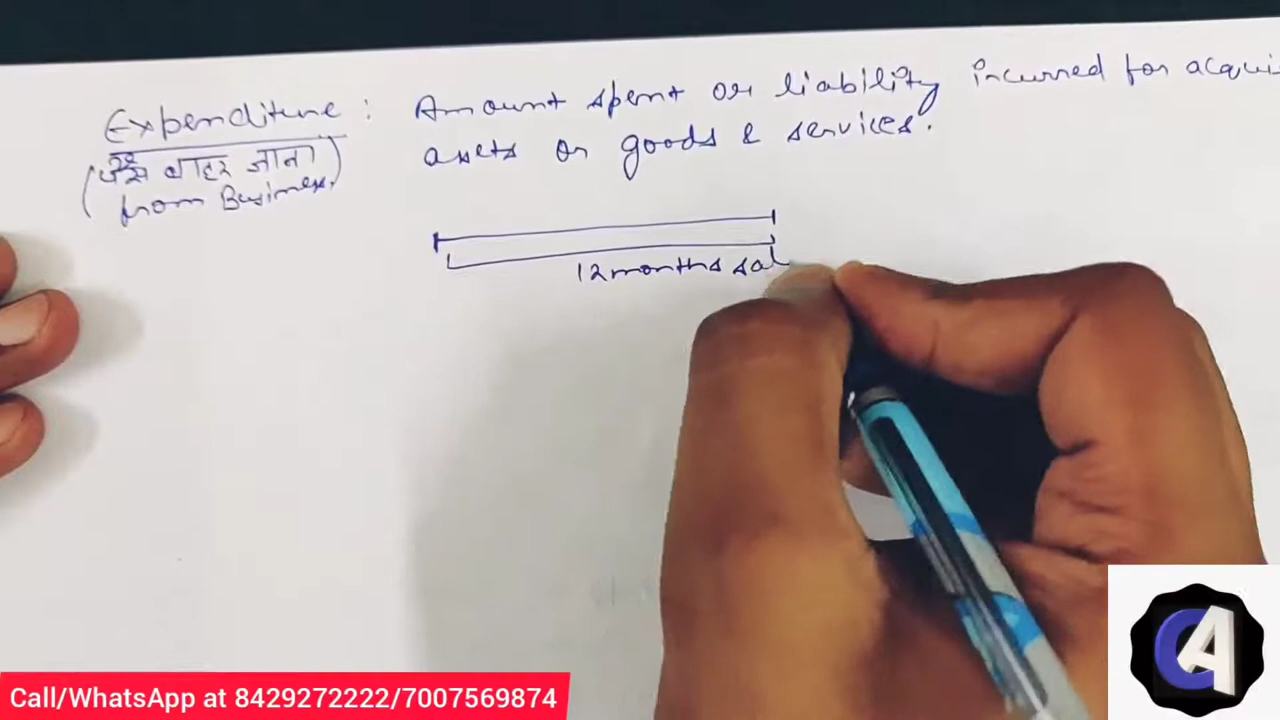 Expenditure : Amount spent or liability incurred for acqui
assets or goods & services.
(पैसे बाहर जाना
from Business)
12 months sal
Call/WhatsApp at 8429272222/7007569874
CA